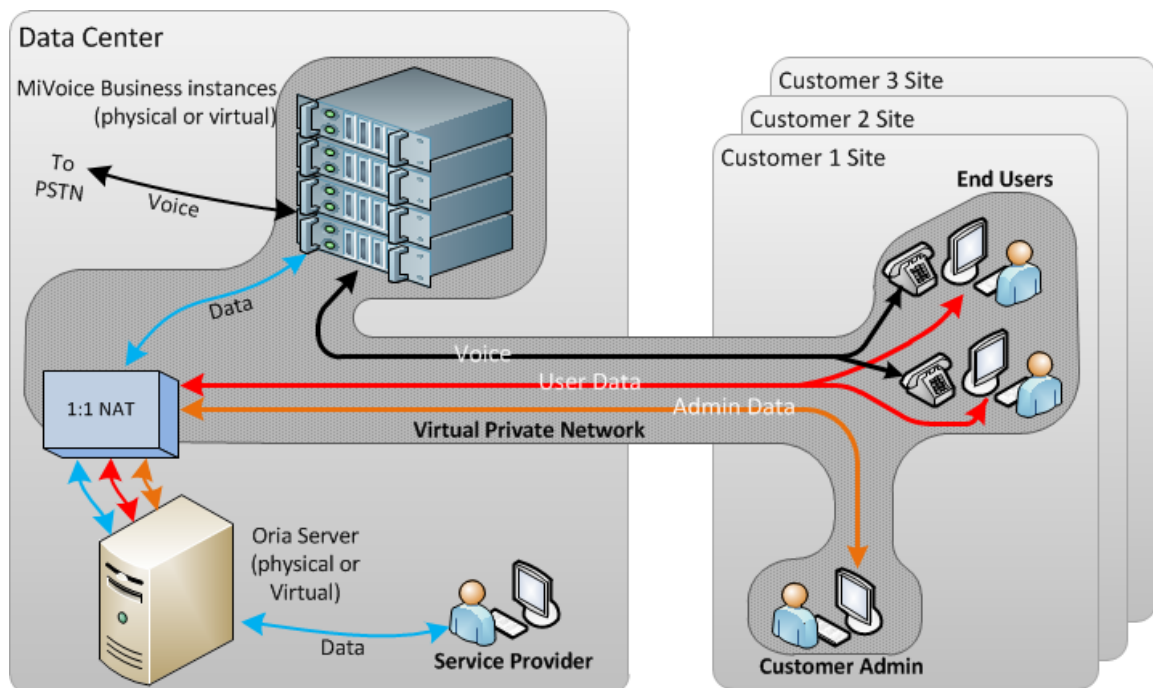 Data Center
MiVoice Business instances
(physical or virtual)
To
PSTN
Voice
Data
1:1 NAT
Voice
User Data
Admin Data
Virtual Private Network
Oria Server
(physical or
Virtual)
Data
Service Provider
Customer 3 Site
Customer 2 Site
Customer 1 Site
End Users
Customer Admin